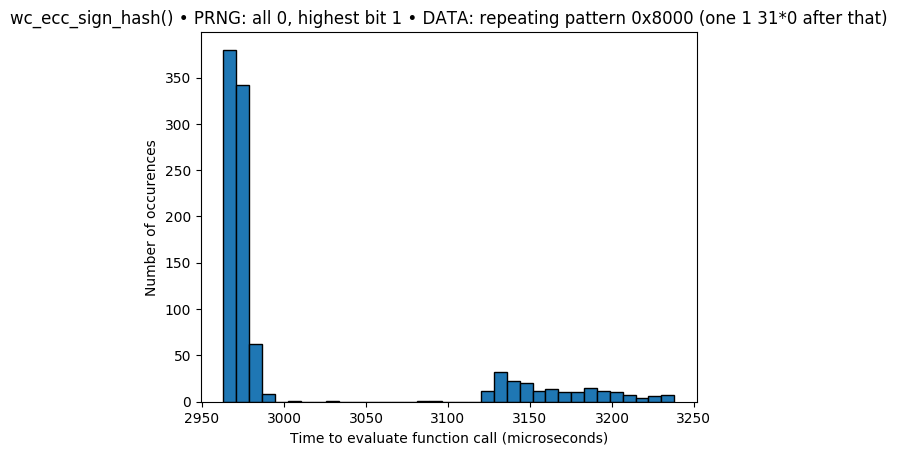 wc_ecc_sign_hash() • PRNG: all 0, highest bit 1 • DATA: repeating pattern 0x8000 (one 1 31*0 after that)
350
300
250
200
150
100
50
0
Number of occurences
2950 3000 3050 3100 3150 3200 3250
Time to evaluate function call (microseconds)